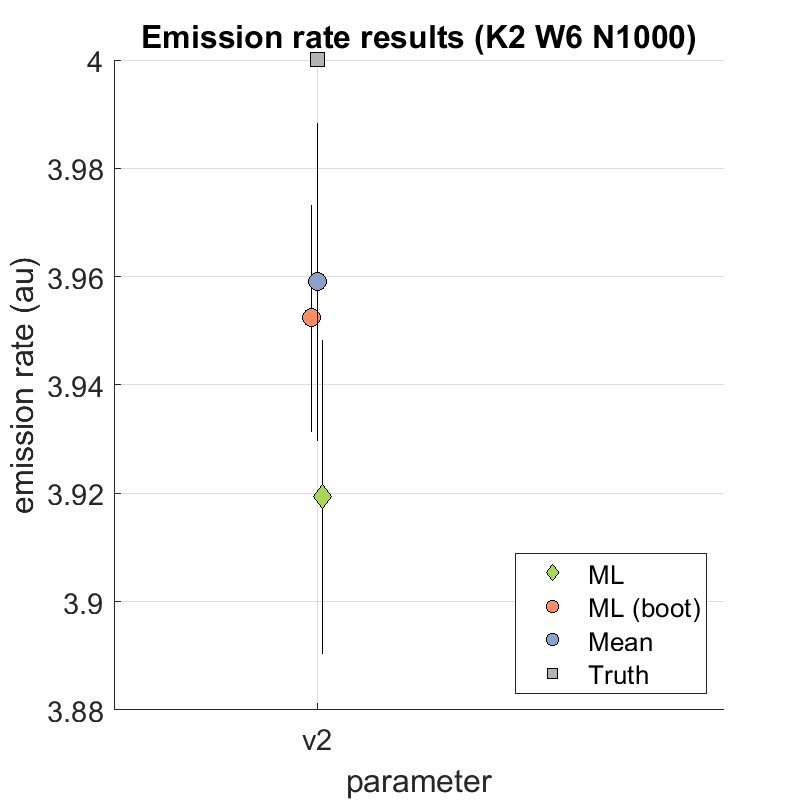 Emission rate results (K2 W6 N1000)
4
3.98
3.96
3.94
3.92
3.9
3.88
emission rate (au)
v2
parameter
ML
ML (boot)
Mean
Truth